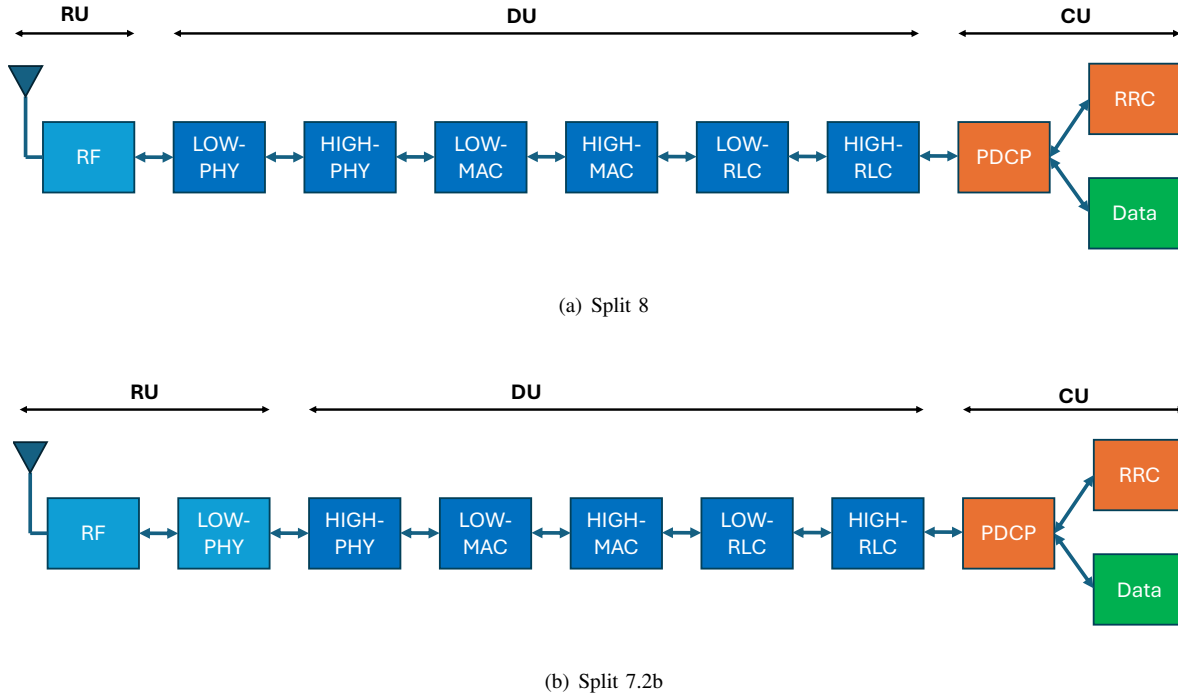 RU
DU
CU
RF
LOW-
PHY
HIGH-
PHY
LOW-
MAC
HIGH-
MAC
LOW-
RLC
HIGH-
RLC
PDCP
RRC
Data
(a) Split 8
RU
DU
CU
RF
LOW-
PHY
HIGH-
PHY
LOW-
MAC
HIGH-
MAC
LOW-
RLC
HIGH-
RLC
PDCP
RRC
Data
(b) Split 7.2b